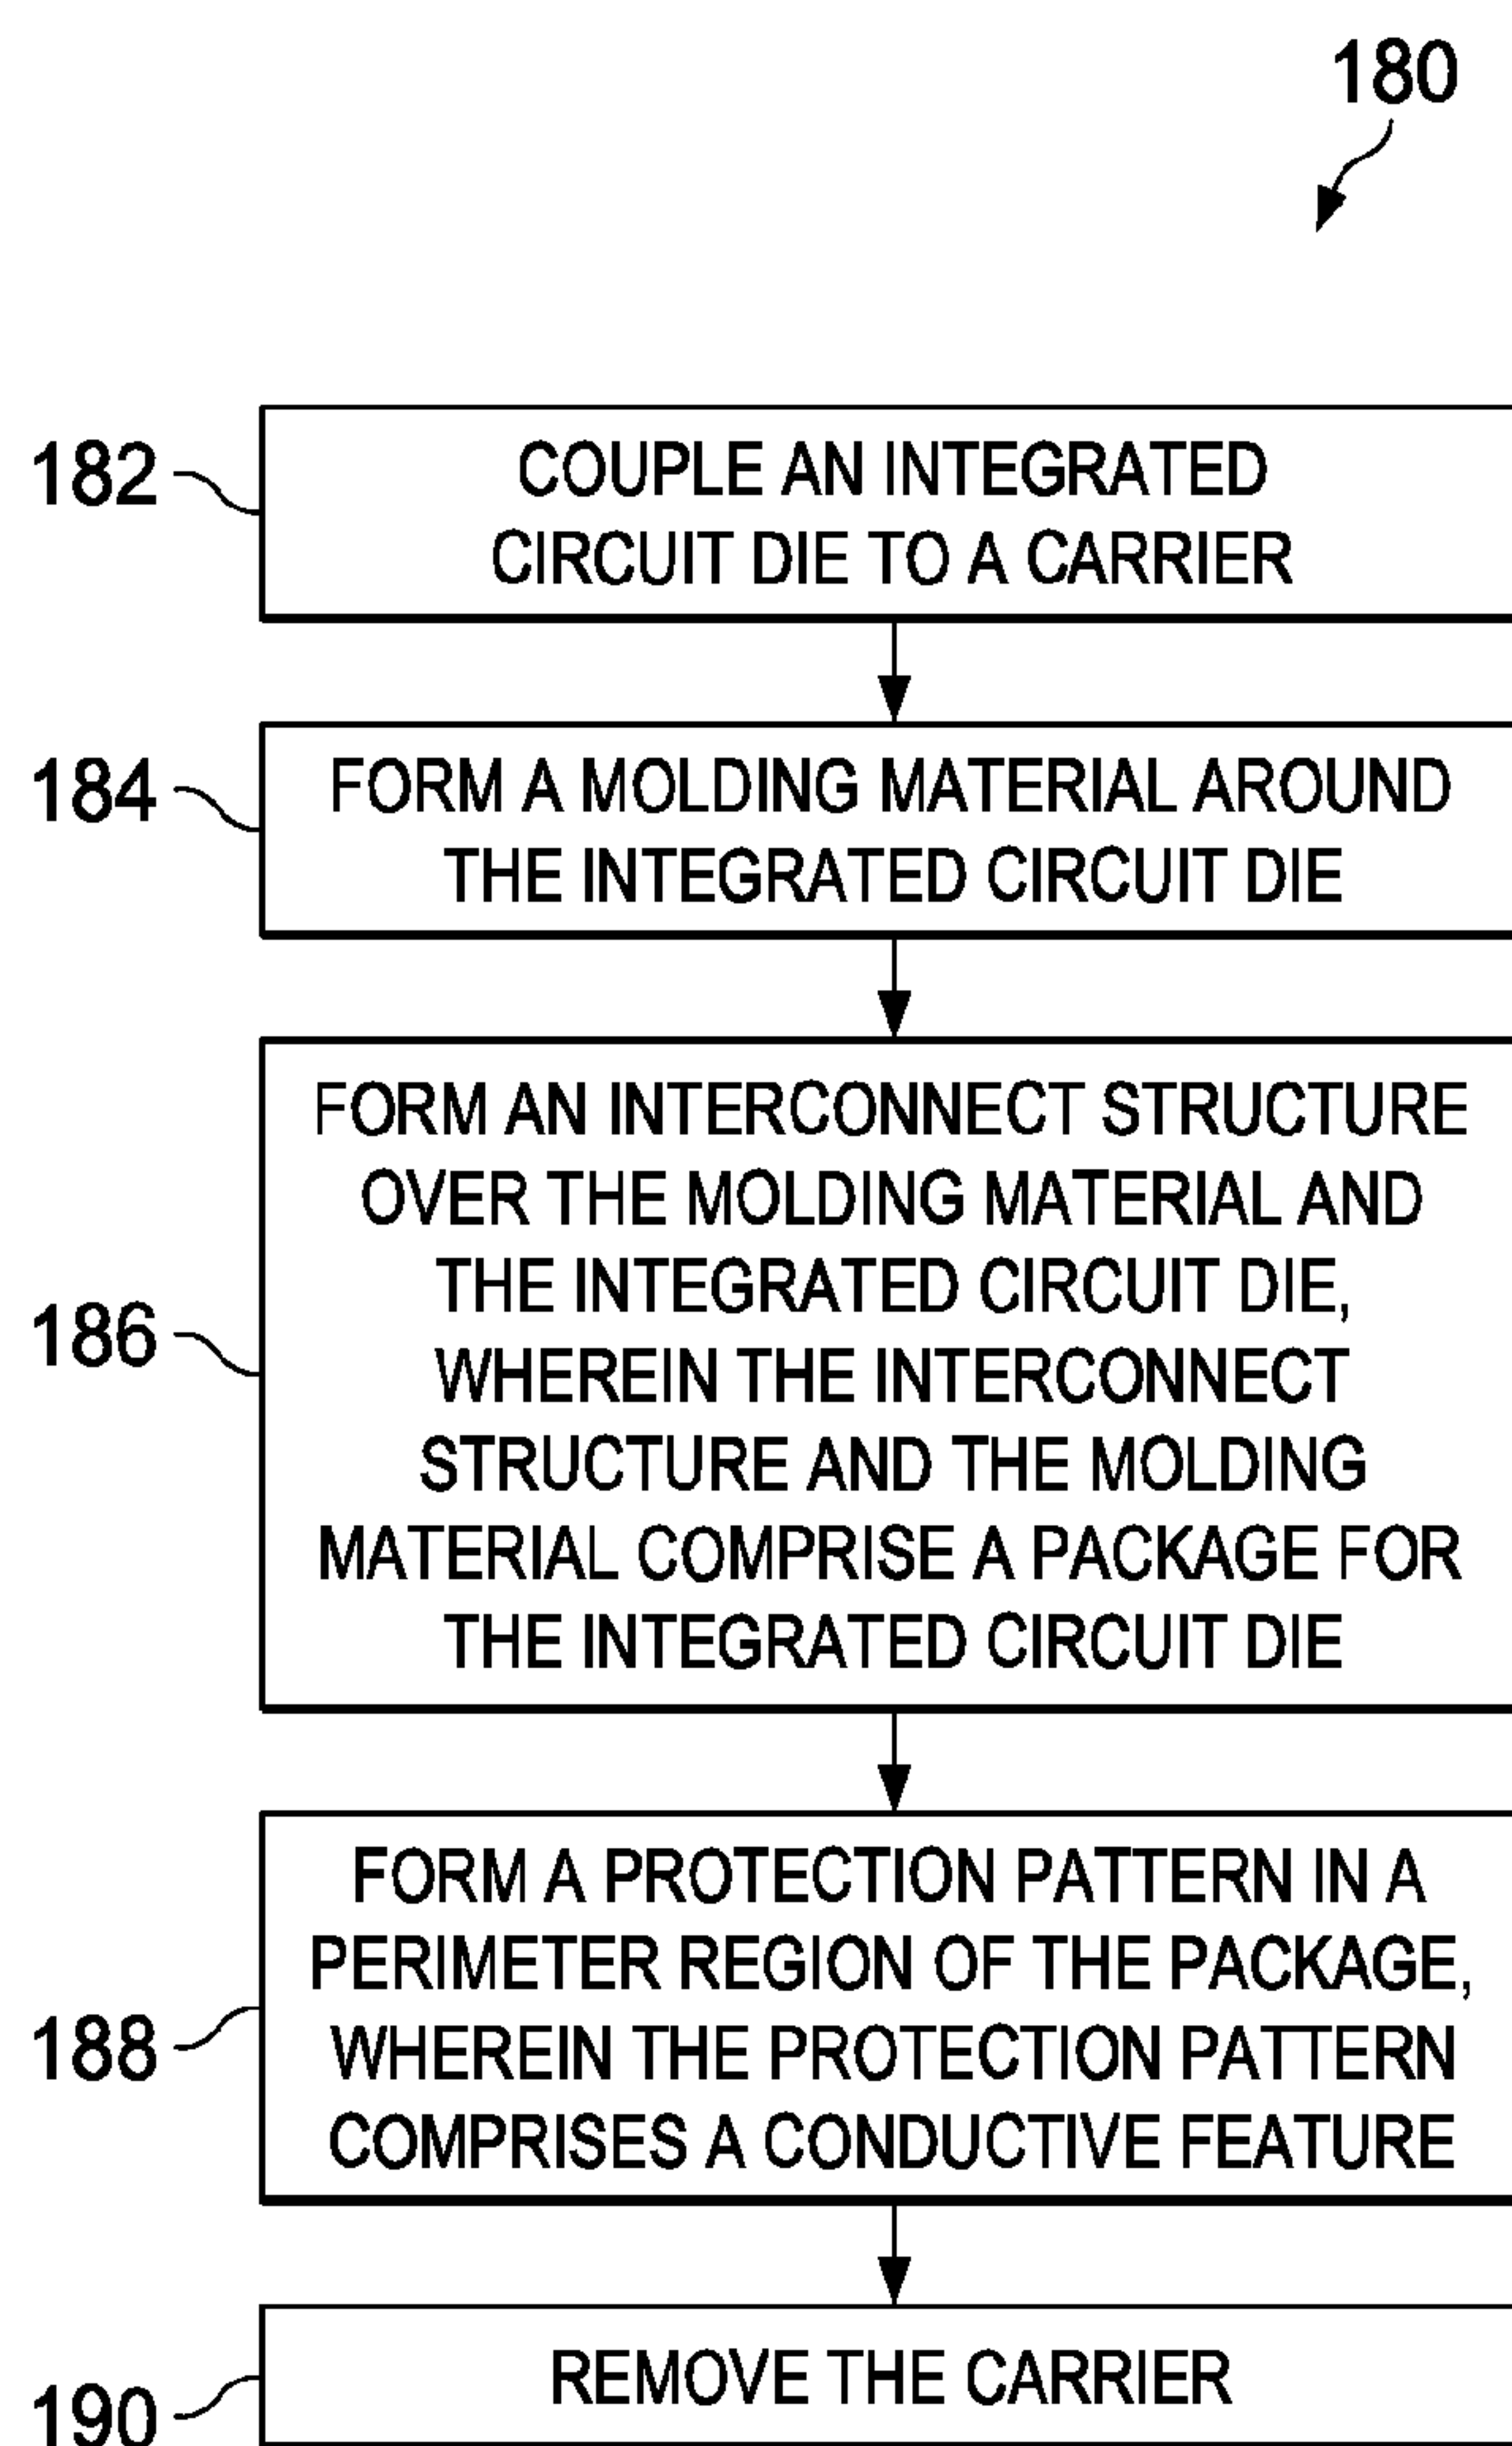 180
182
COUPLE AN INTEGRATED
CIRCUIT DIE TO A CARRIER
184
FORM A MOLDING MATERIAL AROUND
THE INTEGRATED CIRCUIT DIE
186
FORM AN INTERCONNECT STRUCTURE
OVER THE MOLDING MATERIAL AND
THE INTEGRATED CIRCUIT DIE,
WHEREIN THE INTERCONNECT
STRUCTURE AND THE MOLDING
MATERIAL COMPRISE A PACKAGE FOR
THE INTEGRATED CIRCUIT DIE
188
FORM A PROTECTION PATTERN IN A
PERIMETER REGION OF THE PACKAGE,
WHEREIN THE PROTECTION PATTERN
COMPRISES A CONDUCTIVE FEATURE
190
REMOVE THE CARRIER